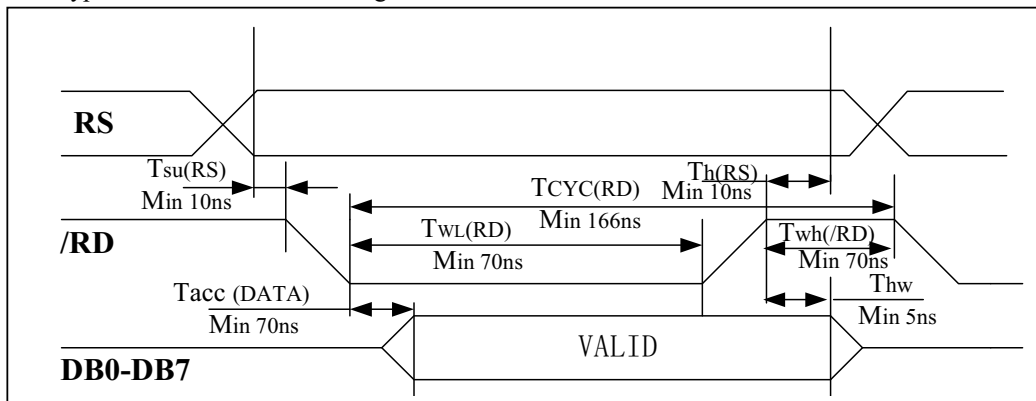 RS
Tsu(RS)
Min 10ns
Th(RS)
Min 10ns
TCYC(RD)
Min 166ns
/RD
TWL(RD)
Min 70ns
Twh(/RD)
Min 70ns
Tacc (DATA)
Min 70ns
Thw
Min 5ns
VALID
DB0-DB7